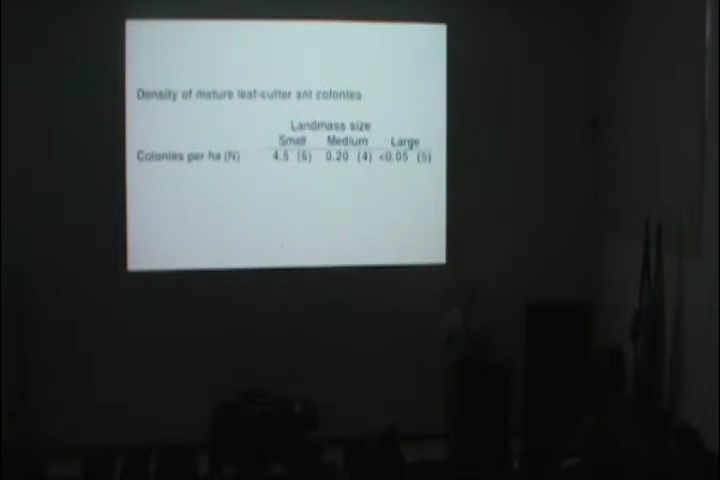 Density of mature leaf-cutter ant colonies
Landmass size
Small Medium Large
Colonies per ha (N) 4.5 (6) 0.20 (4) <0.05 (5)